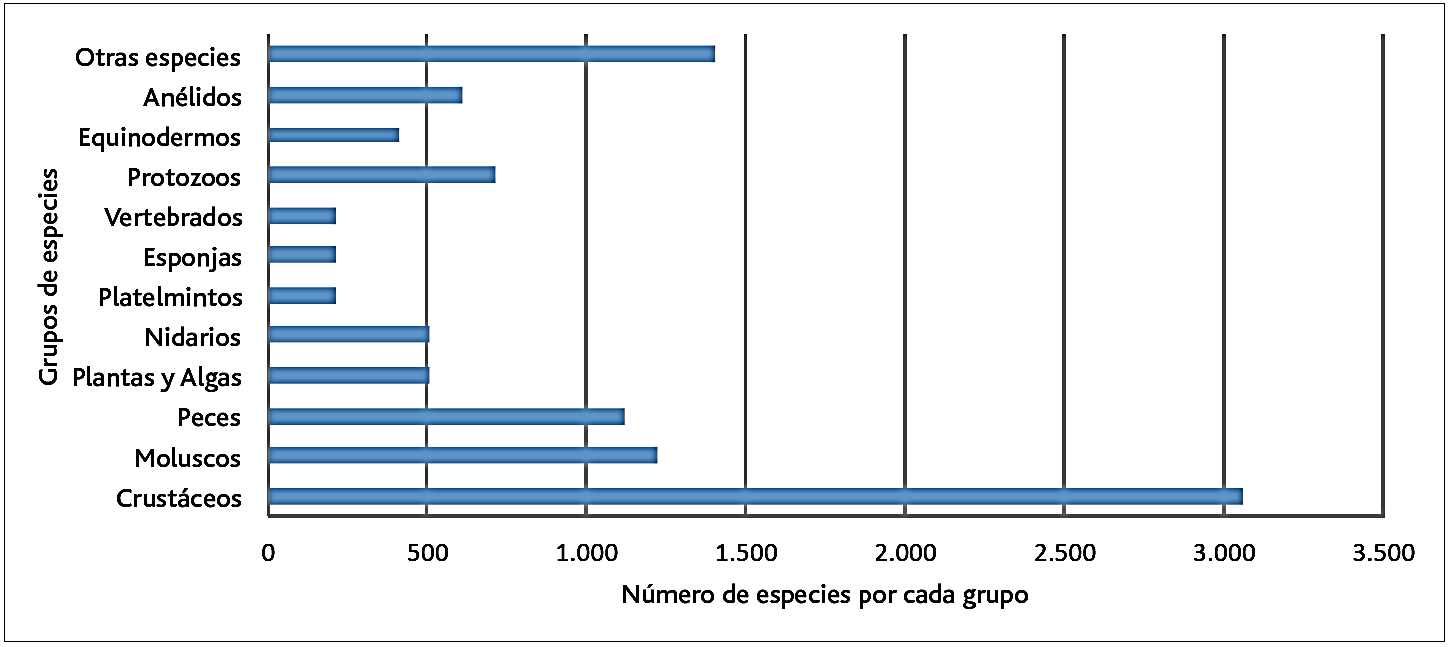 Otras especies
Anélidos
Equinodermos
Protozoos
Vertebrados
Esponjas
Platelmintos
Nidarios
Plantas y Algas
Peces
Moluscos
Crustáceos
Grupos de especies
0 500 1.000 1.500 2.000 2.500 3.000 3.500
Número de especies por cada grupo